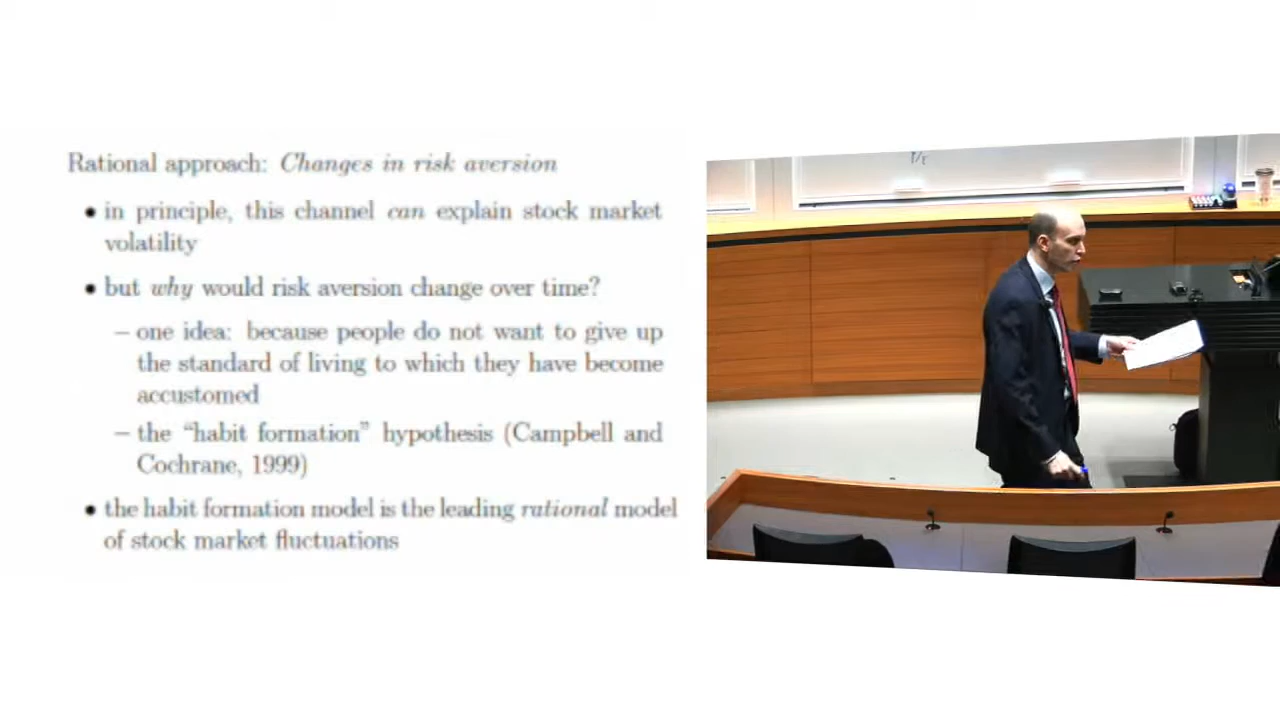 Rational approach: Changes in risk aversion
• in principle, this channel can explain stock market
volatility
• but why would risk aversion change over time?
– one idea: because people do not want to give up
the standard of living to which they have become
accustomed
– the “habit formation” hypothesis (Campbell and
Cochrane, 1999)
• the habit formation model is the leading rational model
of stock market fluctuations